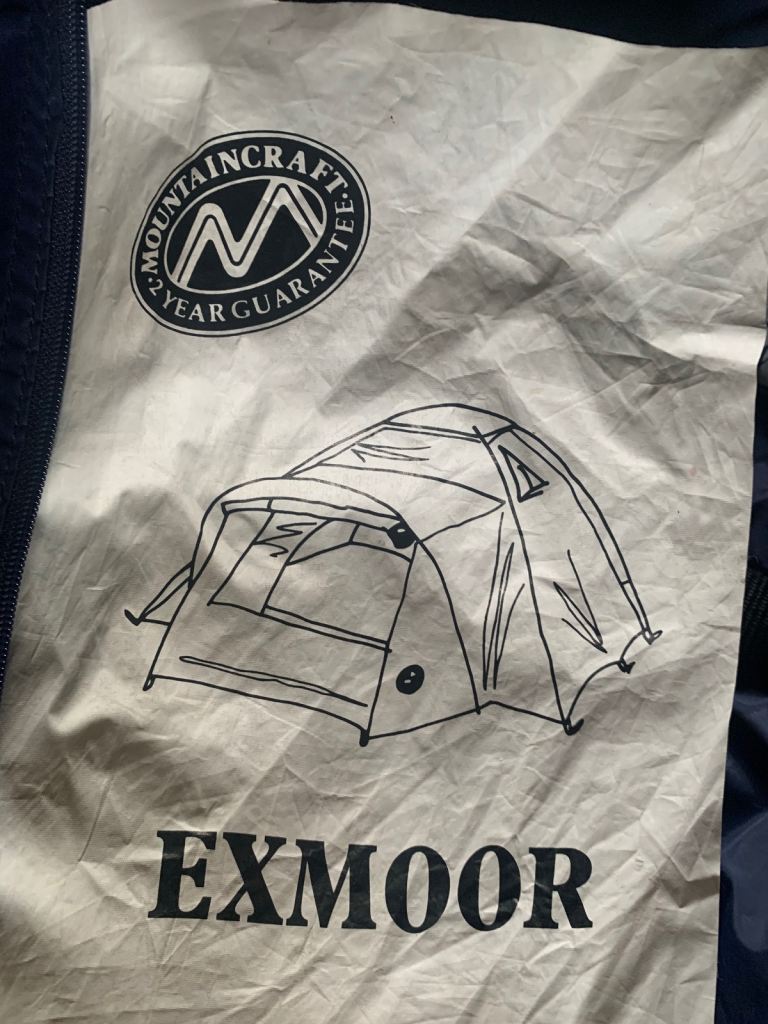 MOUNTAINCRAFT
· 2 YEAR GUARANTEE ·
EXMOOR